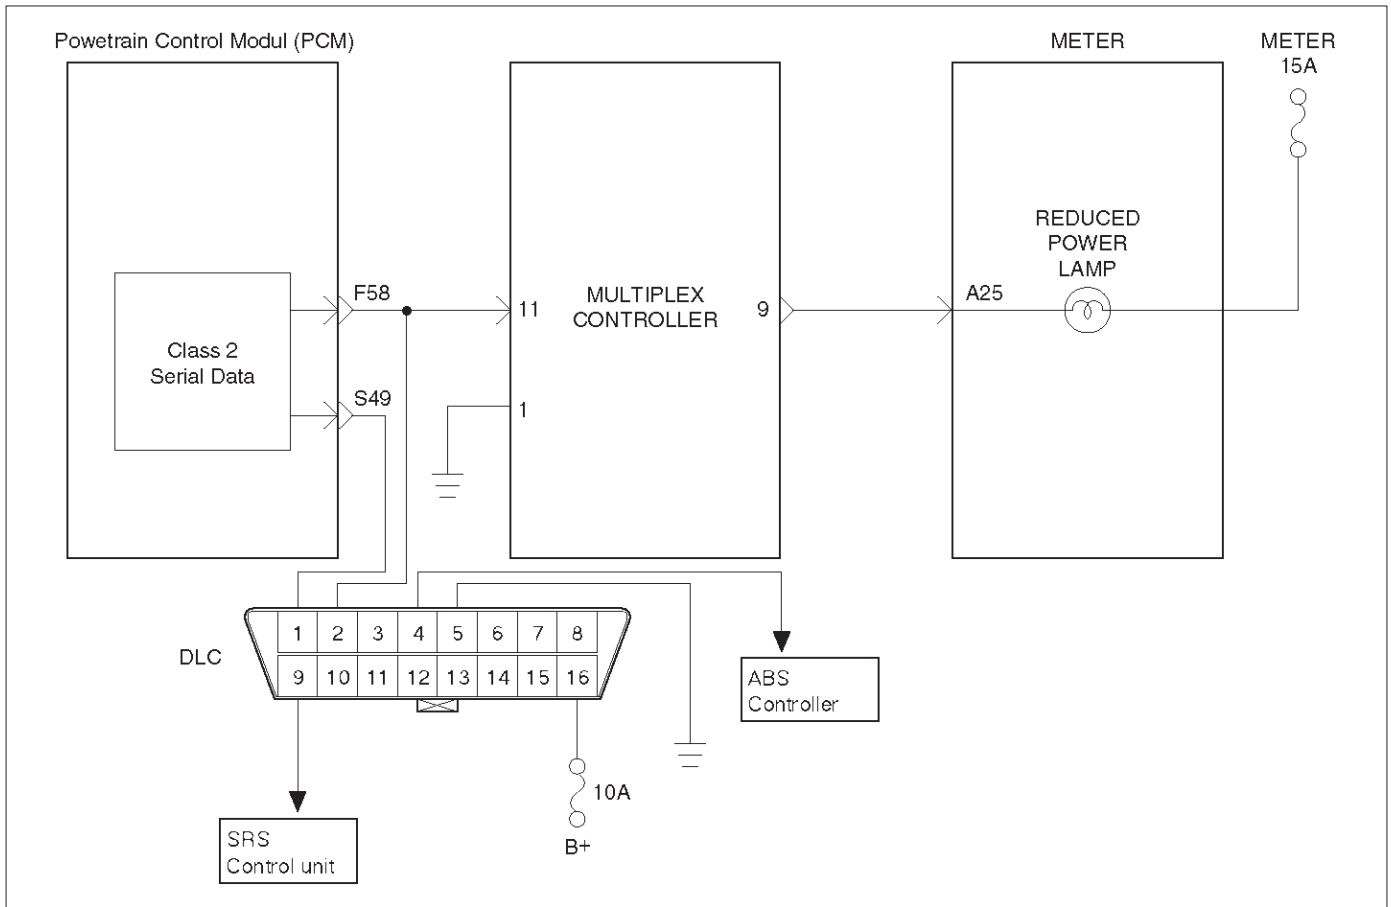 Powetrain Control Modul (PCM)
METER
METER
15A
REDUCED
POWER
LAMP
F58
11
MULTIPLEX
CONTROLLER
9
A25
Class 2
Serial Data
S49
1
DLC
1 2 3 4 5 6 7 8
9 10 11 12 13 14 15 16
ABS
Controller
10A
SRS
Control unit
B+